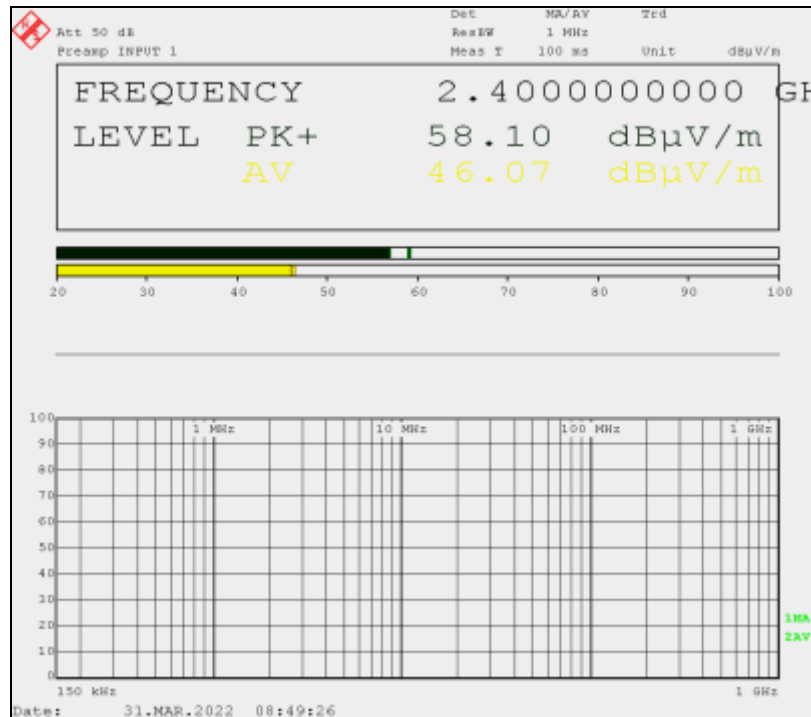 Det MA/AV Trd
Att 50 dB ResBW 1 MHz
Preamp INPUT 1 Meas T 100 ms Unit dBµV/m
FREQUENCY 2.4000000000 GH
LEVEL PK+ 58.10 dBµV/m
AV 46.07 dBµV/m
20 30 40 50 60 70 80 90 100
100 1 MHz 10 MHz 100 MHz 1 GHz
90
80
70
60
50
40
30
20 1MA
2AV
10
0
150 kHz 1 GHz
Date: 31.MAR.2022 08:49:26